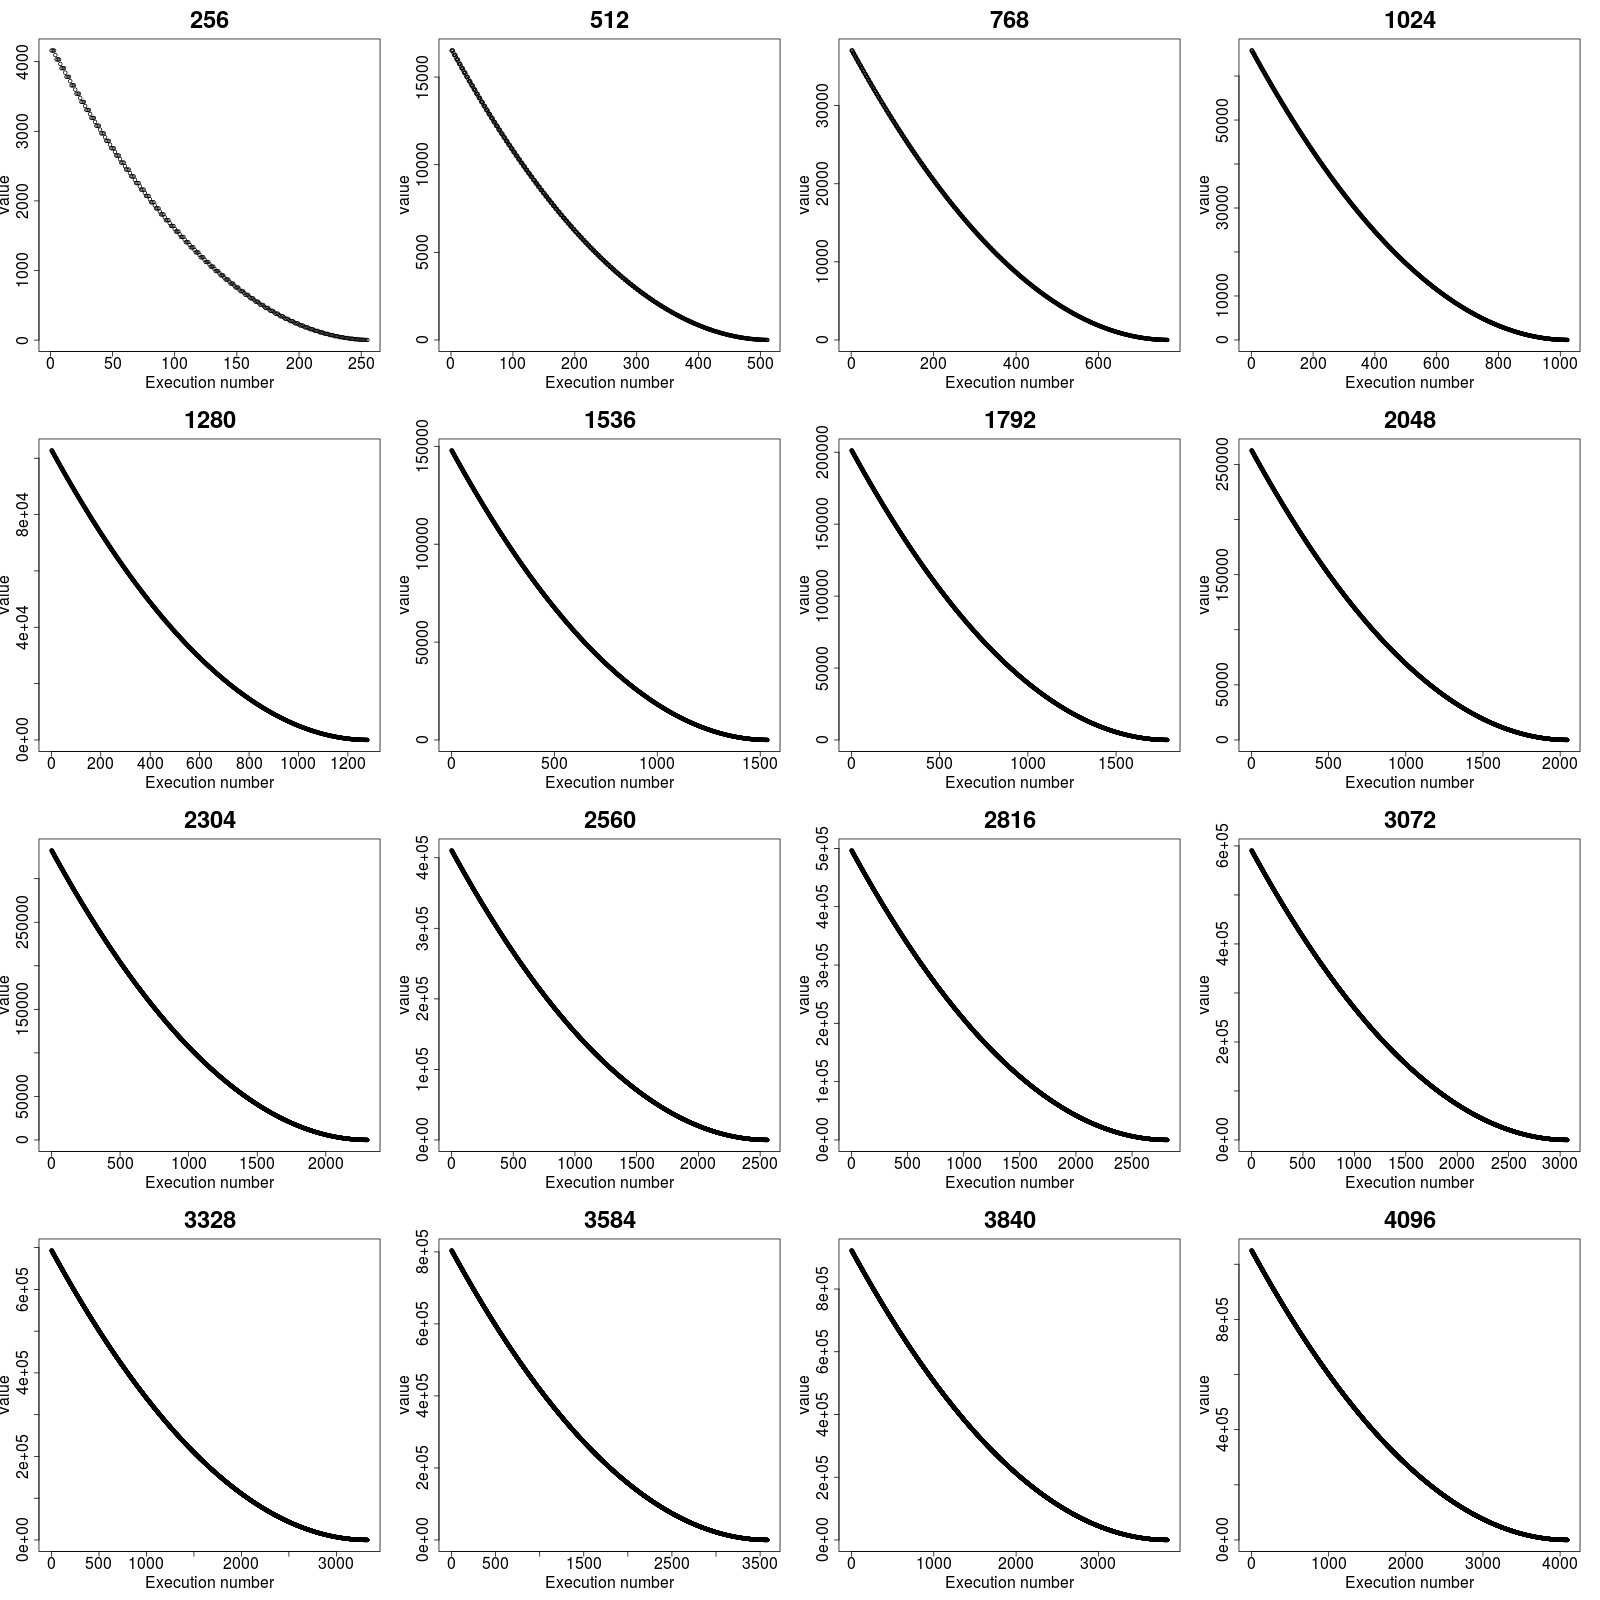 256
512
768
1024
value
0 1000 2000 3000 4000
0 50 100 150 200 250
Execution number
value
0 5000 10000 15000
0 100 200 300 400 500
Execution number
value
0 10000 20000 30000
0 200 400 600
Execution number
value
0 10000 30000 50000
0 200 400 600 800 1000
Execution number
1280
1536
1792
2048
value
0e+00 4e+04 8e+04
0 200 400 600 800 1000 1200
Execution number
value
0 50000 100000 150000
0 500 1000 1500
Execution number
value
0 50000 100000 150000 200000
0 500 1000 1500
Execution number
value
0 50000 150000 250000
0 500 1000 1500 2000
Execution number
2304
2560
2816
3072
value
0 50000 150000 250000
0 500 1000 1500 2000
Execution number
value
0e+00 1e+05 2e+05 3e+05 4e+05
0 500 1000 1500 2000 2500
Execution number
value
0e+00 1e+05 2e+05 3e+05 4e+05 5e+05
0 500 1000 1500 2000 2500
Execution number
value
0e+00 2e+05 4e+05 6e+05
0 500 1000 1500 2000 2500 3000
Execution number
3328
3584
3840
4096
value
0e+00 2e+05 4e+05 6e+05
0 500 1000 2000 3000
Execution number
value
0e+00 2e+05 4e+05 6e+05 8e+05
0 500 1500 2500 3500
Execution number
value
0e+00 2e+05 4e+05 6e+05 8e+05
0 1000 2000 3000
Execution number
value
0e+00 4e+05 8e+05
0 1000 2000 3000 4000
Execution number